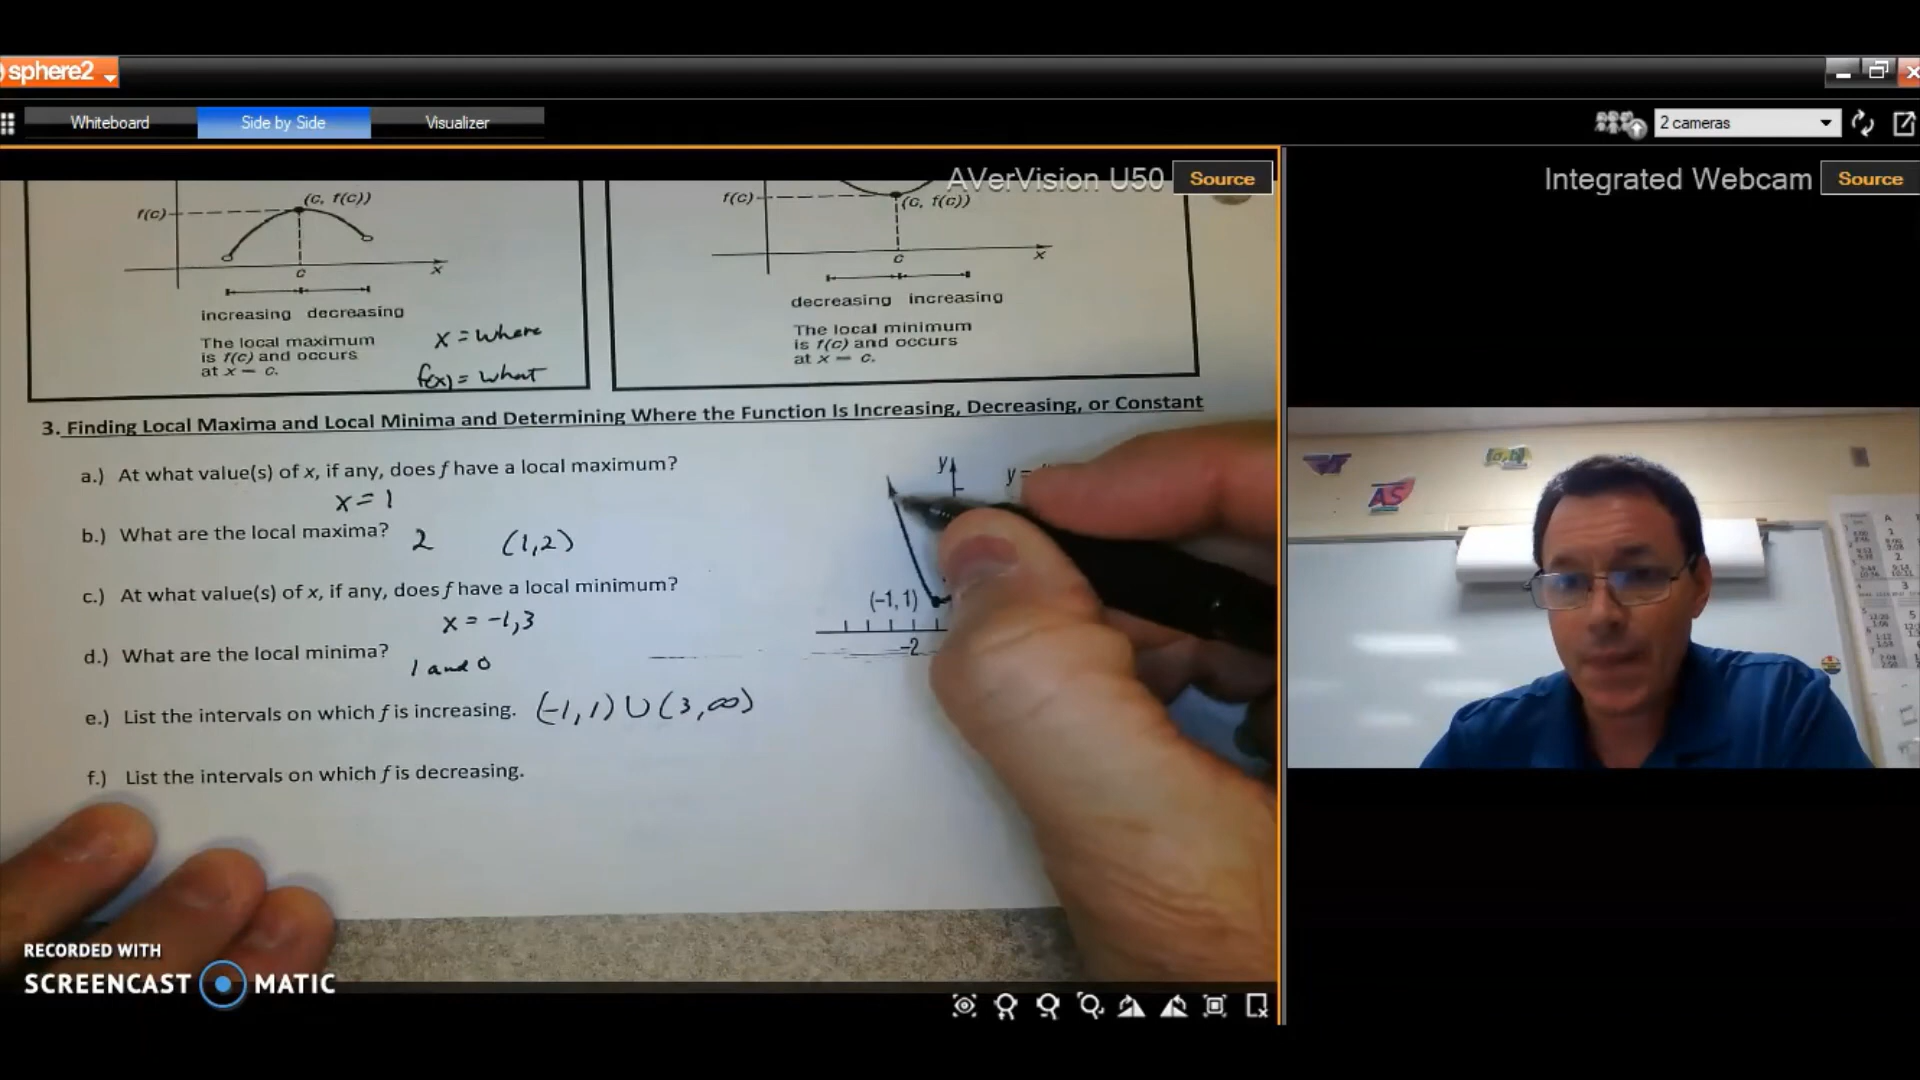 sphere2
Whiteboard
Side by Side
Visualizer
2 cameras
AVerVision U50
Source
Integrated Webcam
Source
f(c)
(c, f(c))
c
x
increasing decreasing
The local maximum
is f(c) and occurs
at x = c.
x = where
f(x) = what
f(c)
(c, f(c))
c
x
decreasing increasing
The local minimum
is f(c) and occurs
at x = c.
3. Finding Local Maxima and Local Minima and Determining Where the Function Is Increasing, Decreasing, or Constant
a.) At what value(s) of x, if any, does f have a local maximum?
x = 1
b.) What are the local maxima? 2 (1,2)
c.) At what value(s) of x, if any, does f have a local minimum?
x = -1,3
d.) What are the local minima?
1 and 0
e.) List the intervals on which f is increasing. (-1,1) ∪ (3,∞)
f.) List the intervals on which f is decreasing.
y
y =
(-1, 1)
-2
AS
RECORDED WITH
SCREENCAST MATIC